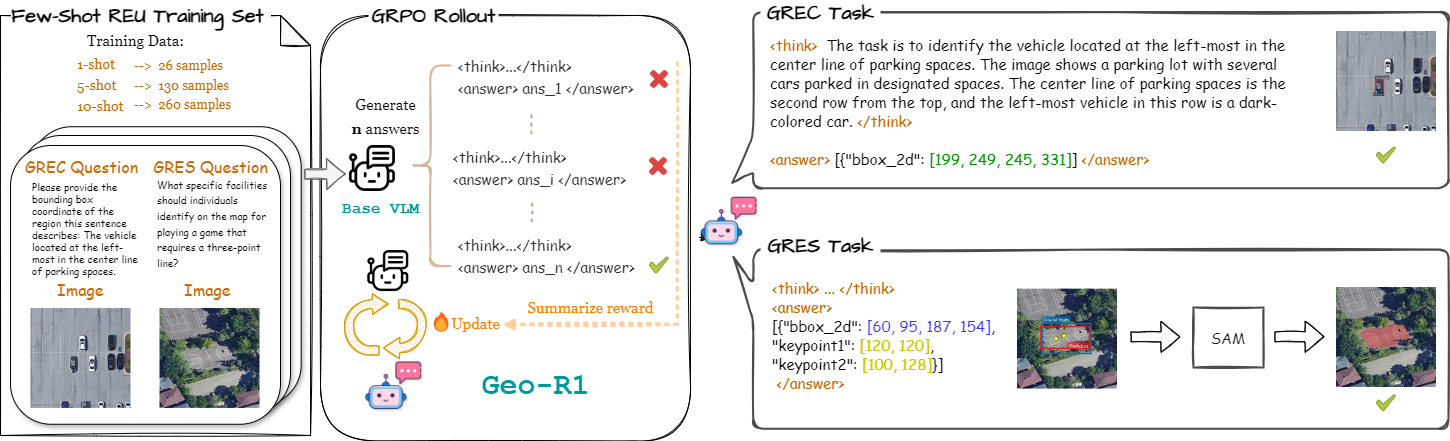 Few-Shot REU Training Set
Training Data:
1-shot --> 26 samples
5-shot --> 130 samples
10-shot --> 260 samples
GREC Question
Please provide the
bounding box
coordinate of the
region this sentence
describes: The vehicle
located at the left-
most in the center line
of parking spaces.
Image
GRES Question
What specific facilities
should individuals
identify on the map for
playing a game that
requires a three-point
line?
Image
GRPO Rollout
Generate
n answers
Base VLM
<think>...</think>
<answer> ans_1 </answer>
<think>...</think>
<answer> ans_i </answer>
<think>...</think>
<answer> ans_n </answer>
Summarize reward
Update
Geo-R1
GREC Task
<think> The task is to identify the vehicle located at the left-most in the
center line of parking spaces. The image shows a parking lot with several
cars parked in designated spaces. The center line of parking spaces is the
second row from the top, and the left-most vehicle in this row is a dark-
colored car. </think>
<answer> [{"bbox_2d": [199, 249, 245, 331]] </answer>
GRES Task
<think> ... </think>
<answer>
[{"bbox_2d": [60, 95, 187, 154],
"keypoint1": [120, 120],
"keypoint2": [100, 128]}]
</answer>
Ground Truth
Prediction
SAM